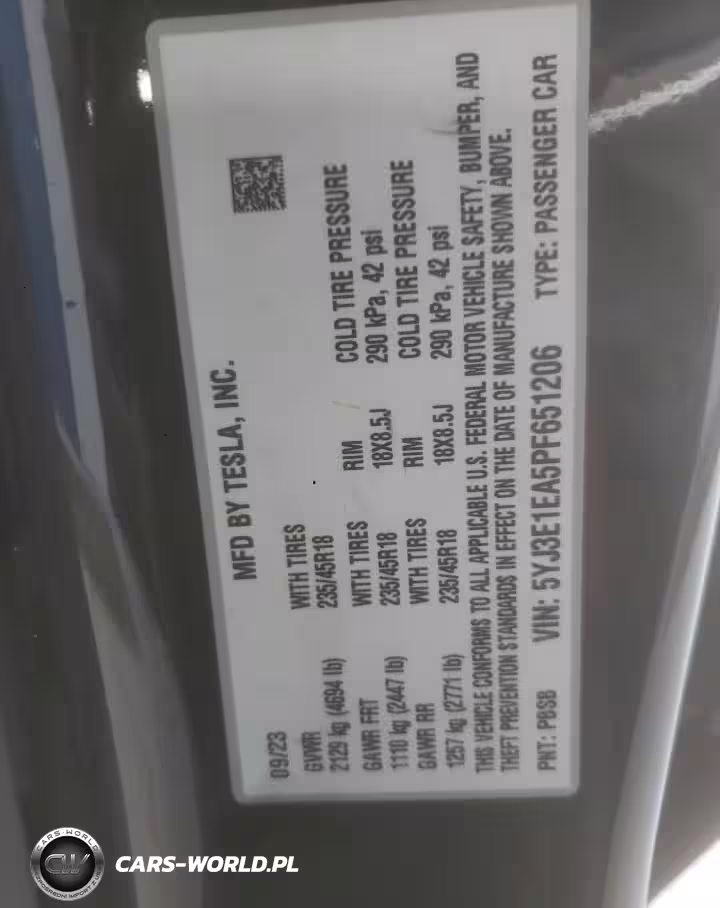 MFD BY TESLA, INC.
09/23
GVWR WITH TIRES
2129 kg (4694 lb) 235/45R18
GAWR FRT WITH TIRES RIM COLD TIRE PRESSURE
1110 kg (2447 lb) 235/45R18 18X8.5J 290 kPa, 42 psi
GAWR RR WITH TIRES RIM COLD TIRE PRESSURE
1257 kg (2771 lb) 235/45R18 18X8.5J 290 kPa, 42 psi
THIS VEHICLE CONFORMS TO ALL APPLICABLE U.S. FEDERAL MOTOR VEHICLE SAFETY, BUMPER, AND
THEFT PREVENTION STANDARDS IN EFFECT ON THE DATE OF MANUFACTURE SHOWN ABOVE.
PNT: PBSB VIN: 5YJ3E1EA5PF651206 TYPE: PASSENGER CAR
CARS-WORLD
CW
CARS-WORLD.PL